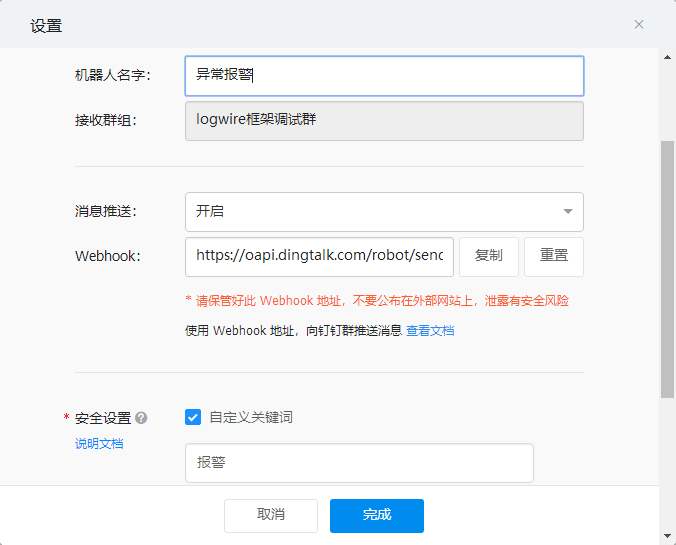 设置
机器人名字：
异常报警
接收群组：
logwire框架调试群
消息推送：
开启
Webhook：
https://oapi.dingtalk.com/robot/send
复制
重置
* 请保管好此 Webhook 地址，不要公布在外部网站上，泄露有安全风险
使用 Webhook 地址，向钉钉群推送消息 查看文档
* 安全设置
自定义关键词
说明文档
报警
取消
完成